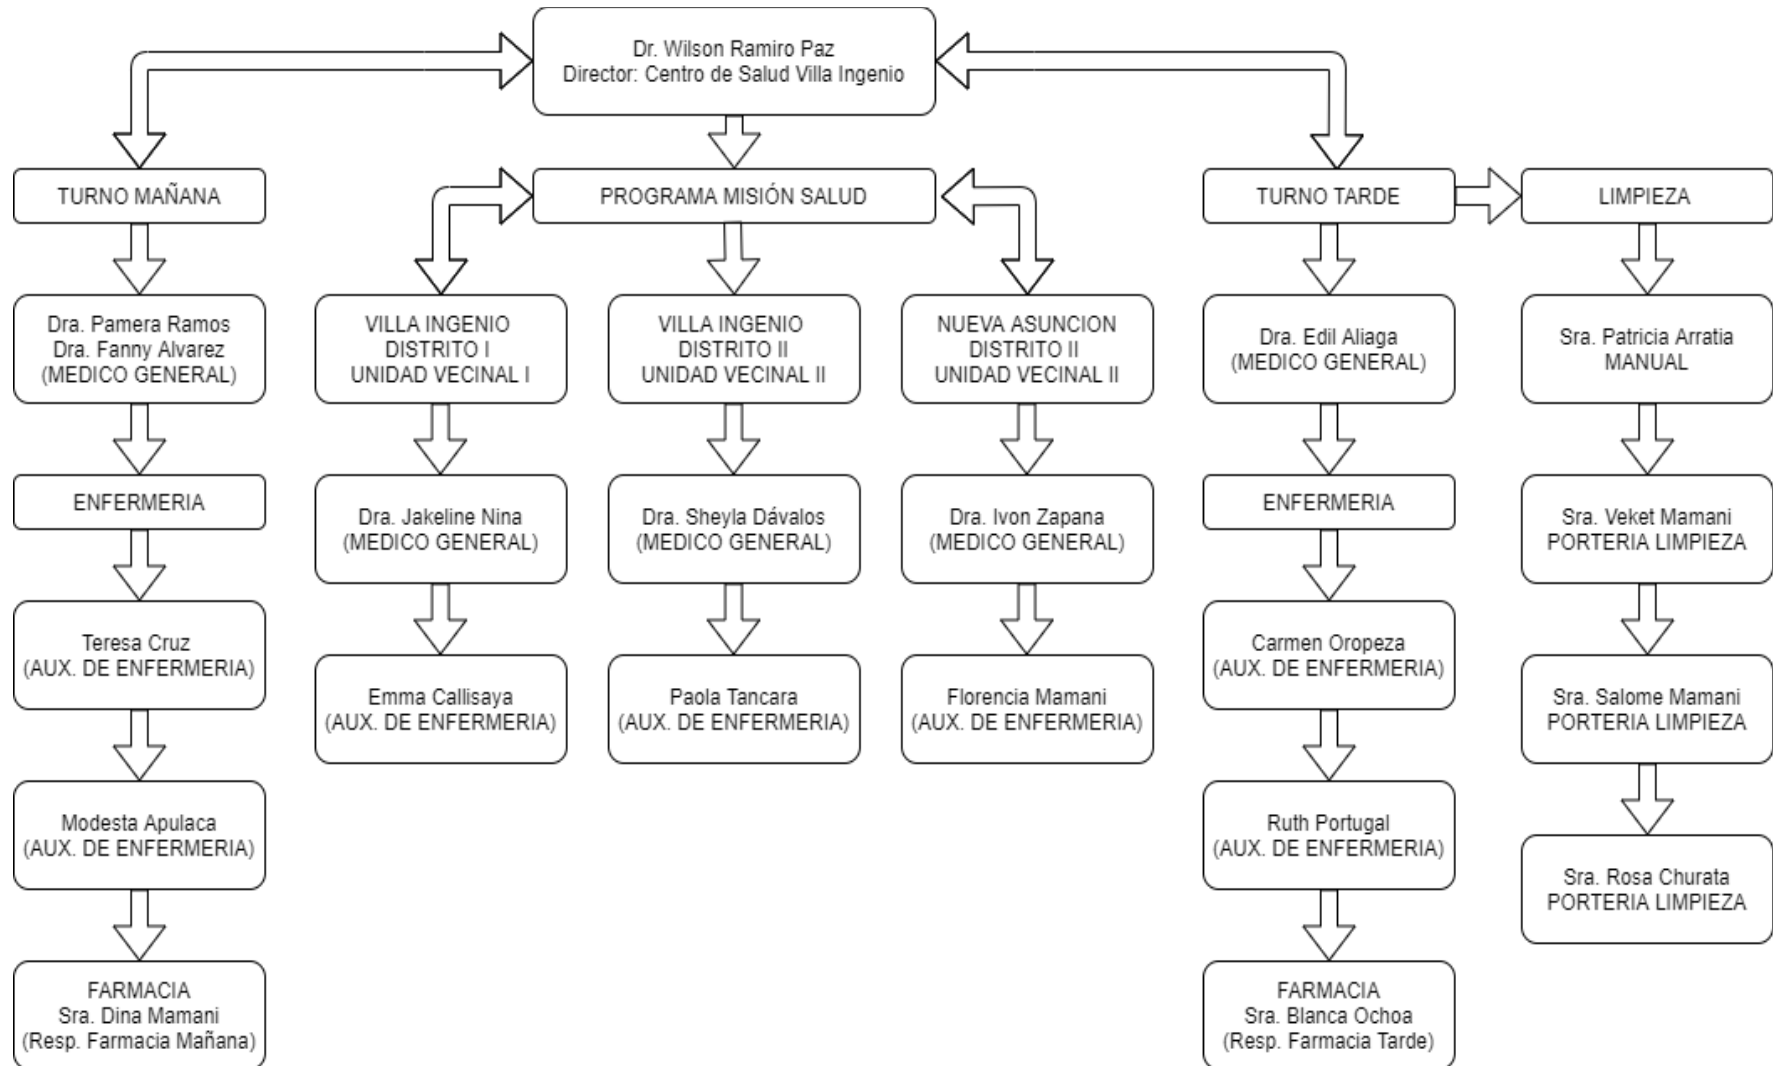 Dr. Wilson Ramiro Paz
Director: Centro de Salud Villa Ingenio
TURNO MAÑANA
PROGRAMA MISIÓN SALUD
TURNO TARDE
LIMPIEZA
Dra. Pamera Ramos
Dra. Fanny Alvarez
(MEDICO GENERAL)
VILLA INGENIO
DISTRITO I
UNIDAD VECINAL I
VILLA INGENIO
DISTRITO II
UNIDAD VECINAL II
NUEVA ASUNCION
DISTRITO II
UNIDAD VECINAL II
Dra. Edil Aliaga
(MEDICO GENERAL)
Sra. Patricia Arratia
MANUAL
ENFERMERIA
Dra. Jakeline Nina
(MEDICO GENERAL)
Dra. Sheyla Dávalos
(MEDICO GENERAL)
Dra. Ivon Zapana
(MEDICO GENERAL)
ENFERMERIA
Sra. Veket Mamani
PORTERIA LIMPIEZA
Teresa Cruz
(AUX. DE ENFERMERIA)
Emma Callisaya
(AUX. DE ENFERMERIA)
Paola Tancara
(AUX. DE ENFERMERIA)
Florencia Mamani
(AUX. DE ENFERMERIA)
Carmen Oropeza
(AUX. DE ENFERMERIA)
Sra. Salome Mamani
PORTERIA LIMPIEZA
Modesta Apulaca
(AUX. DE ENFERMERIA)
Ruth Portugal
(AUX. DE ENFERMERIA)
Sra. Rosa Churata
PORTERIA LIMPIEZA
FARMACIA
Sra. Dina Mamani
(Resp. Farmacia Mañana)
FARMACIA
Sra. Blanca Ochoa
(Resp. Farmacia Tarde)